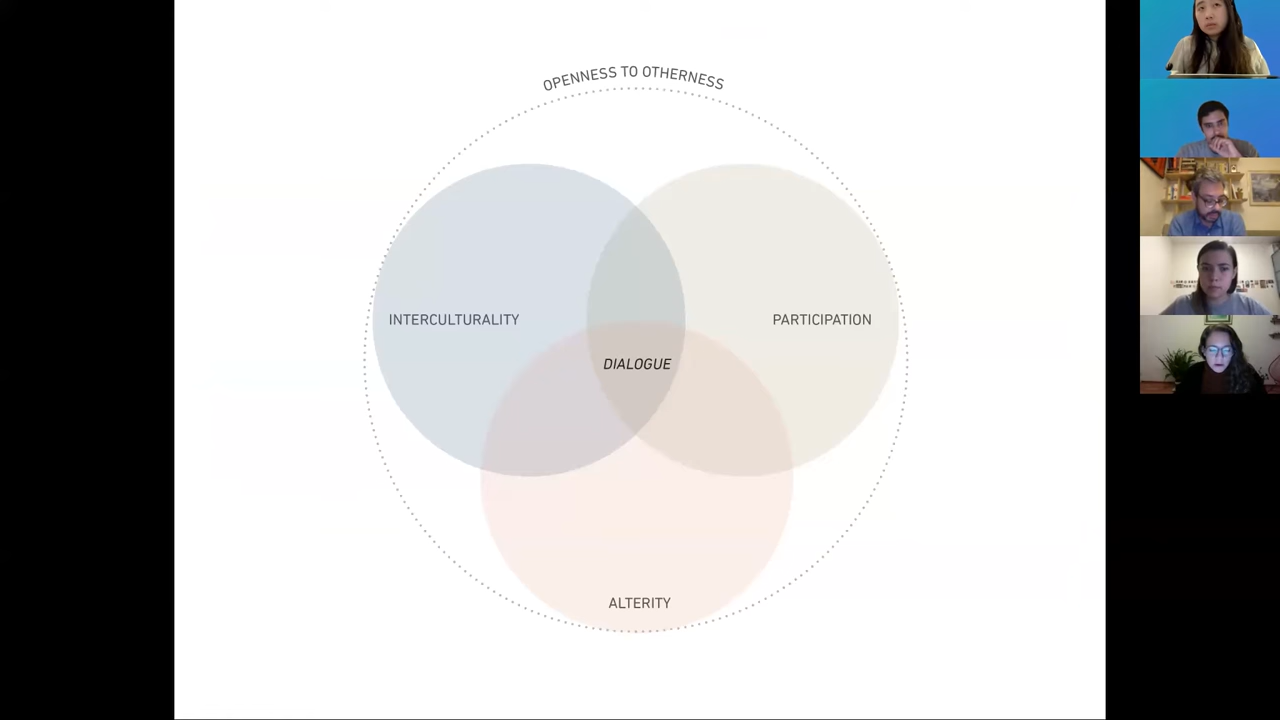 OPENNESS TO OTHERNESS
INTERCULTURALITY
PARTICIPATION
DIALOGUE
ALTERITY